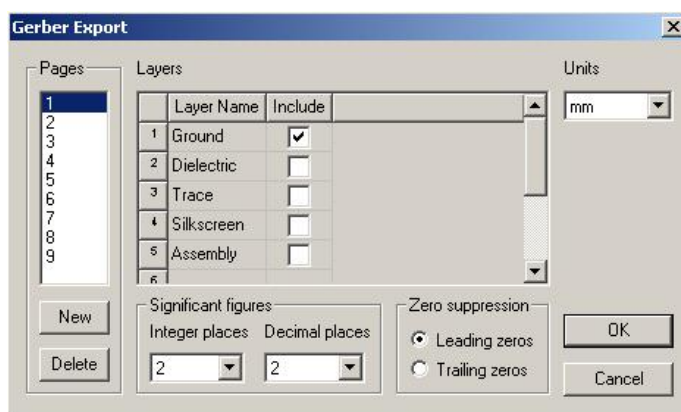 Gerber Export
Pages
1
2
3
4
5
6
7
8
9
New
Delete
Layers
Layer Name Include
1 Ground
2 Dielectric
3 Trace
4 Silkscreen
5 Assembly
6
Significant figures
Integer places Decimal places
2 2
Zero suppression
Leading zeros
Trailing zeros
Units
mm
OK
Cancel